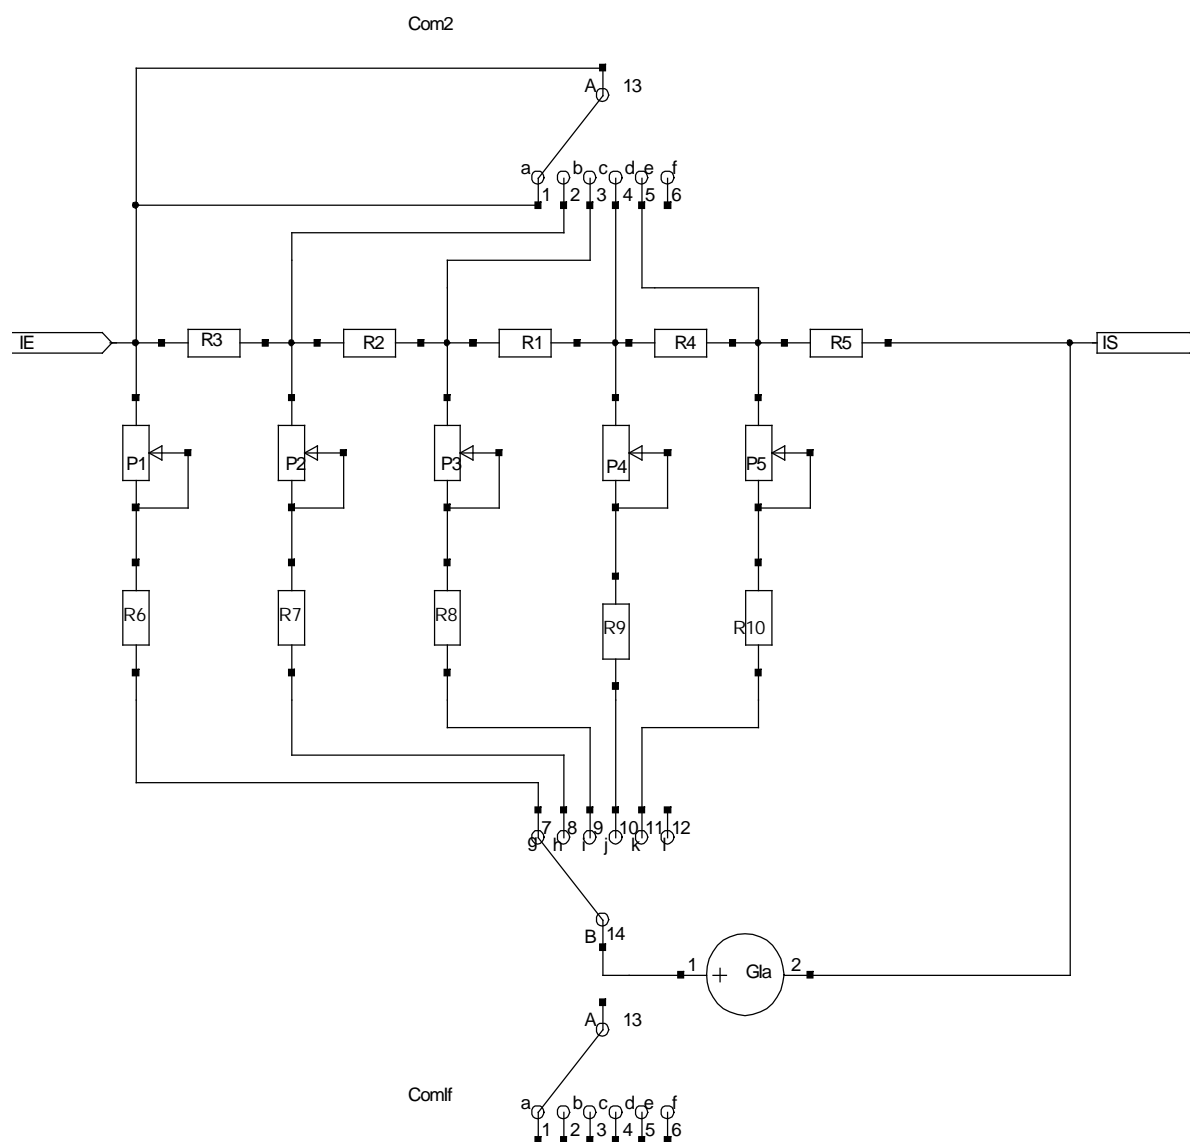 Com2
A 13
a b c d e f
1 2 3 4 5 6
IE R3 R2 R1 R4 R5 IS
P1 P2 P3 P4 P5
R6 R7 R8 R9 R10
7 8 9 10 11 12
g h i j k l
B 14
1 + Gla 2
A 13
Comlf
a b c d e f
1 2 3 4 5 6